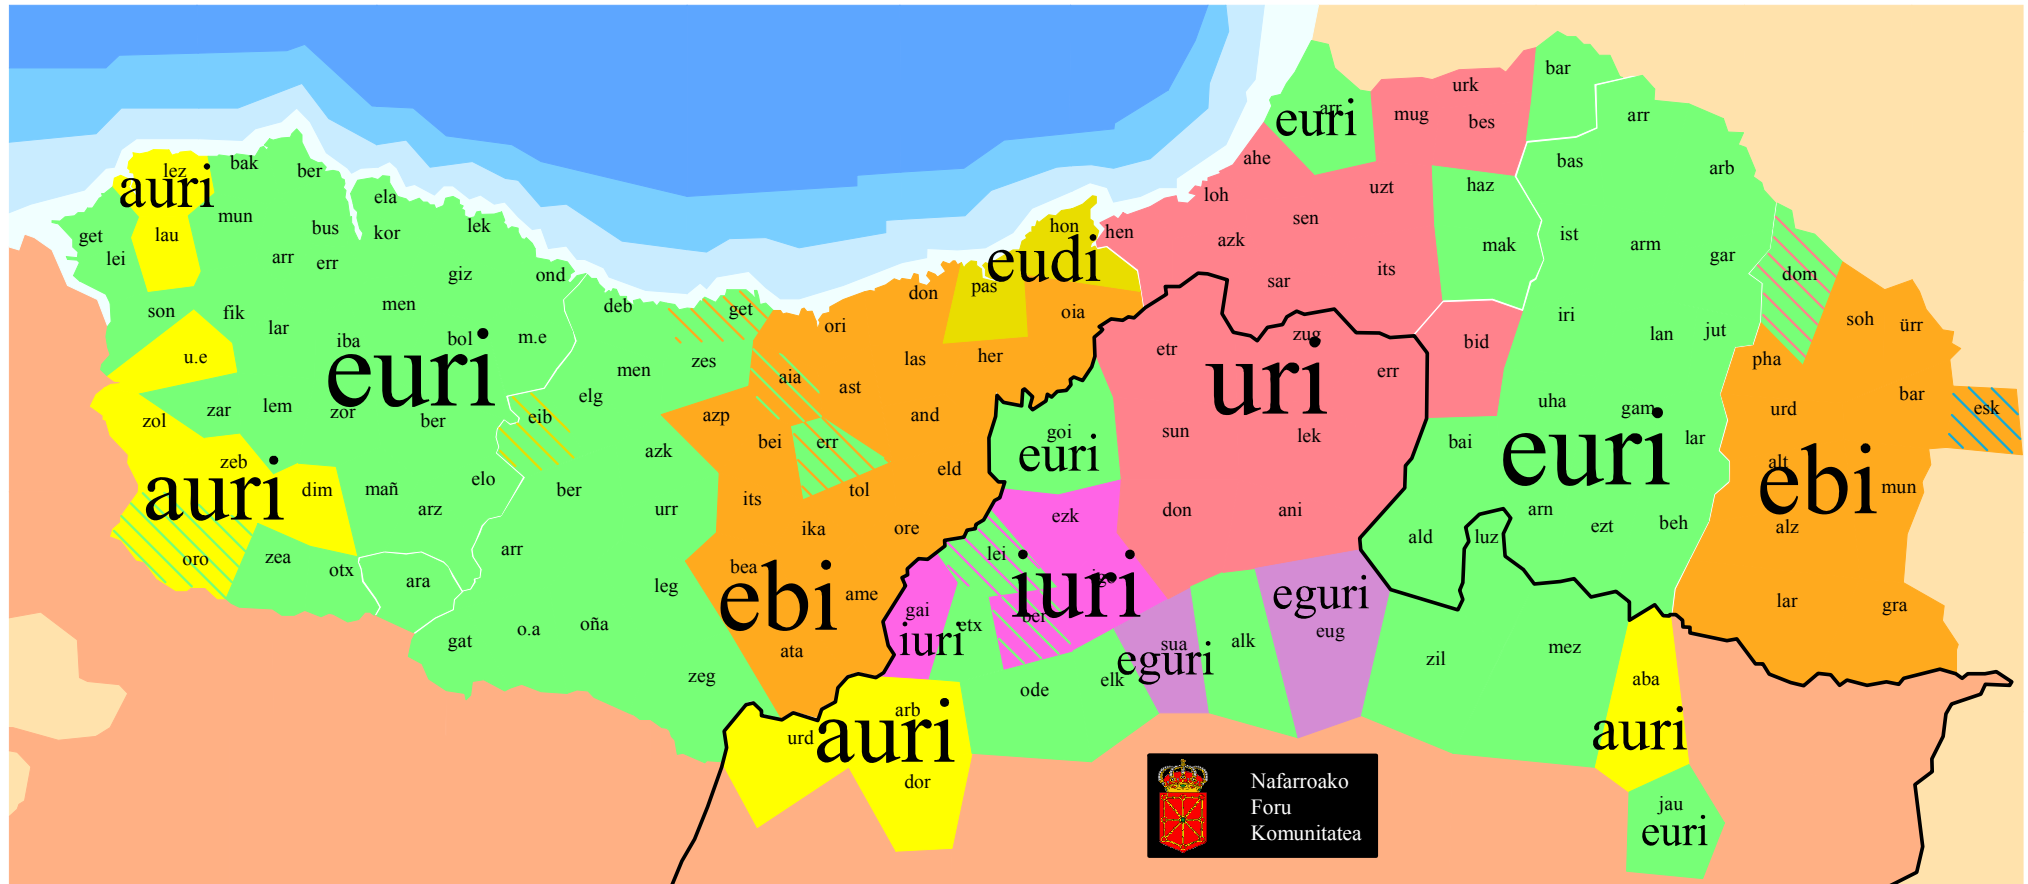 bar
urk
arr
euri
mug
bes
arr
lez
bak
ber
ahe
bas
arb
auri
ela
loh
uzt
haz
mun
bus
kor
lek
hon
hen
sen
get
lau
azk
mak
ist
arm
lei
arr
err
eudi
gar
giz
ond
its
dom
son
fik
men
deb
get
don
pas
sar
oia
iri
soh
ürr
lar
iba
bol
m.e
ori
zug
bid
lan
jut
u.e
euri
men
zes
las
her
etr
err
pha
aia
ast
uri
bar
zol
zar
lem
zor
ber
eib
elg
azp
and
uha
gam
urd
esk
bei
err
goi
sun
lek
bai
lar
euri
euri
zeb
azk
eld
alt
auri
dim
mañ
elo
ber
its
tol
ebi
mun
arz
urr
ika
ore
ezk
don
ani
arn
ezt
beh
alz
oro
zea
otx
ara
arr
bea
lei
ald
luz
leg
ebi
ame
iuri
igo
eguri
lar
gra
gai
etx
ber
eug
gat
o.a
oña
iuri
sua
alk
mez
ata
eguri
zil
zeg
ode
elk
aba
arb
urd
auri
auri
dor
Nafarroako
Foru
Komunitatea
jau
euri